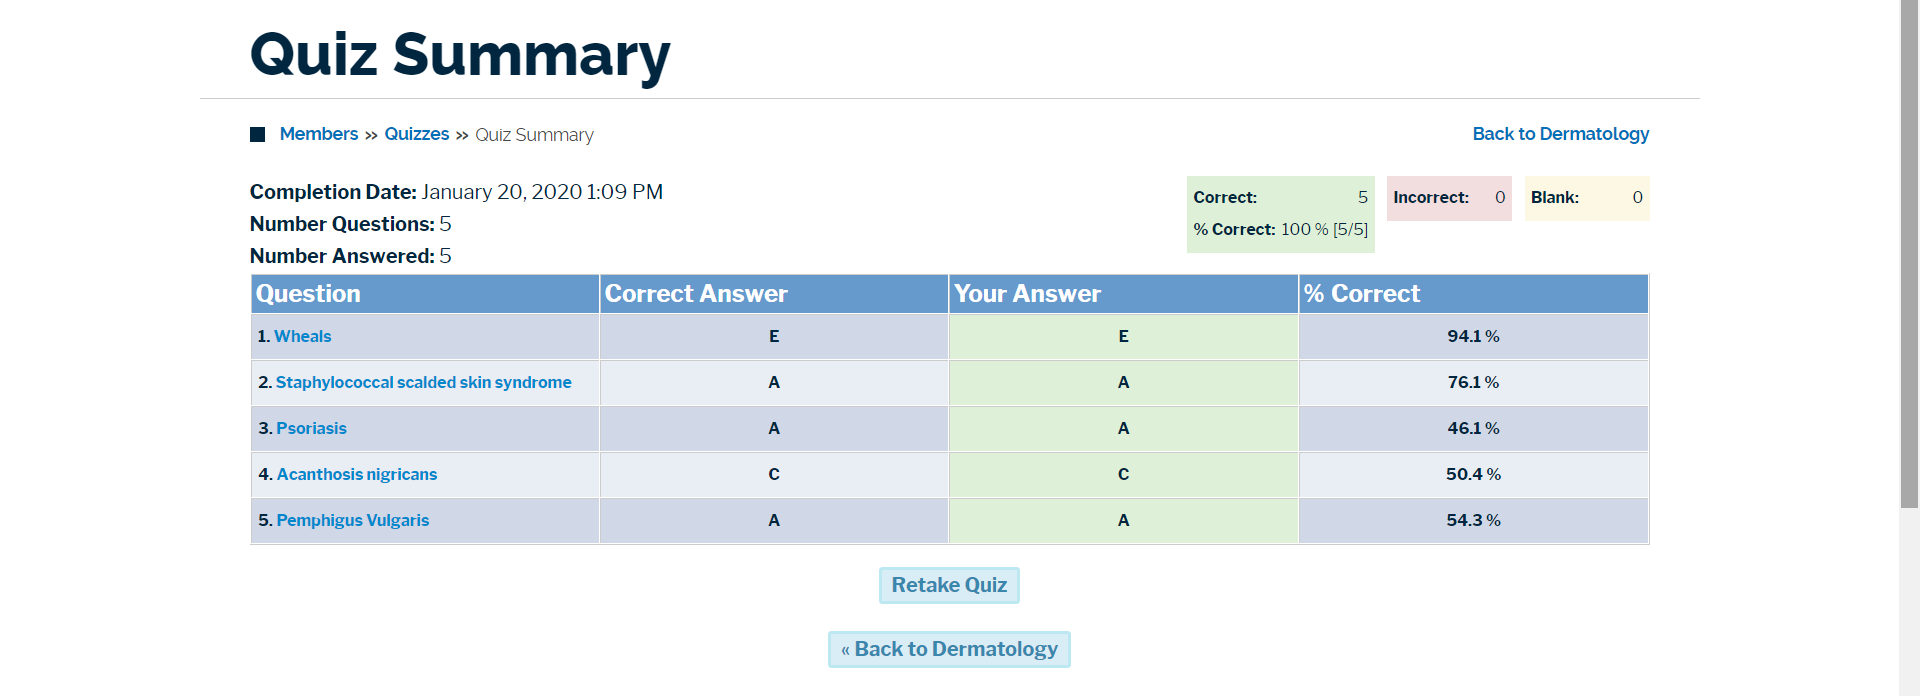 Quiz Summary
Members » Quizzes » Quiz Summary
Back to Dermatology
Completion Date: January 20, 2020 1:09 PM
Number Questions: 5
Number Answered: 5
Correct: 5
% Correct: 100 % [5/5]
Incorrect: 0
Blank: 0
Question Correct Answer Your Answer % Correct
1. Wheals E E 94.1 %
2. Staphylococcal scalded skin syndrome A A 76.1 %
3. Psoriasis A A 46.1 %
4. Acanthosis nigricans C C 50.4 %
5. Pemphigus Vulgaris A A 54.3 %
Retake Quiz
« Back to Dermatology